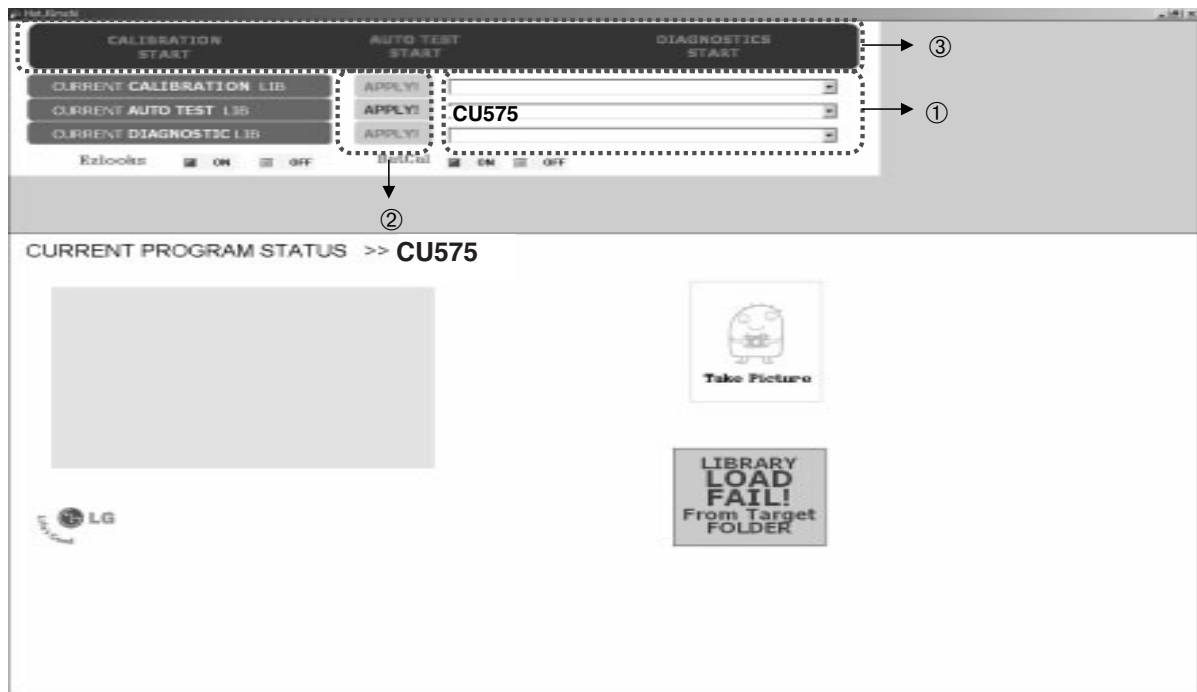 Hot Kimchi
CALIBRATION START
AUTO TEST START
DIAGNOSTICS START
③
CURRENT CALIBRATION LIB
APPLY!
CURRENT AUTO TEST LIB
APPLY!
CU575
①
CURRENT DIAGNOSTIC LIB
APPLY!
Ezlooks ON OFF
ON OFF
②
CURRENT PROGRAM STATUS >> CU575
Take Picture
LIBRARY
LOAD
FAIL!
From Target
FOLDER
LG